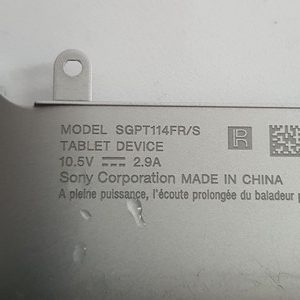 MODEL SGPT114FR/S
TABLET DEVICE
10.5V ⎓ 2.9A
Sony Corporation MADE IN CHINA
A pleine puissance, l'écoute prolongée du baladeur p